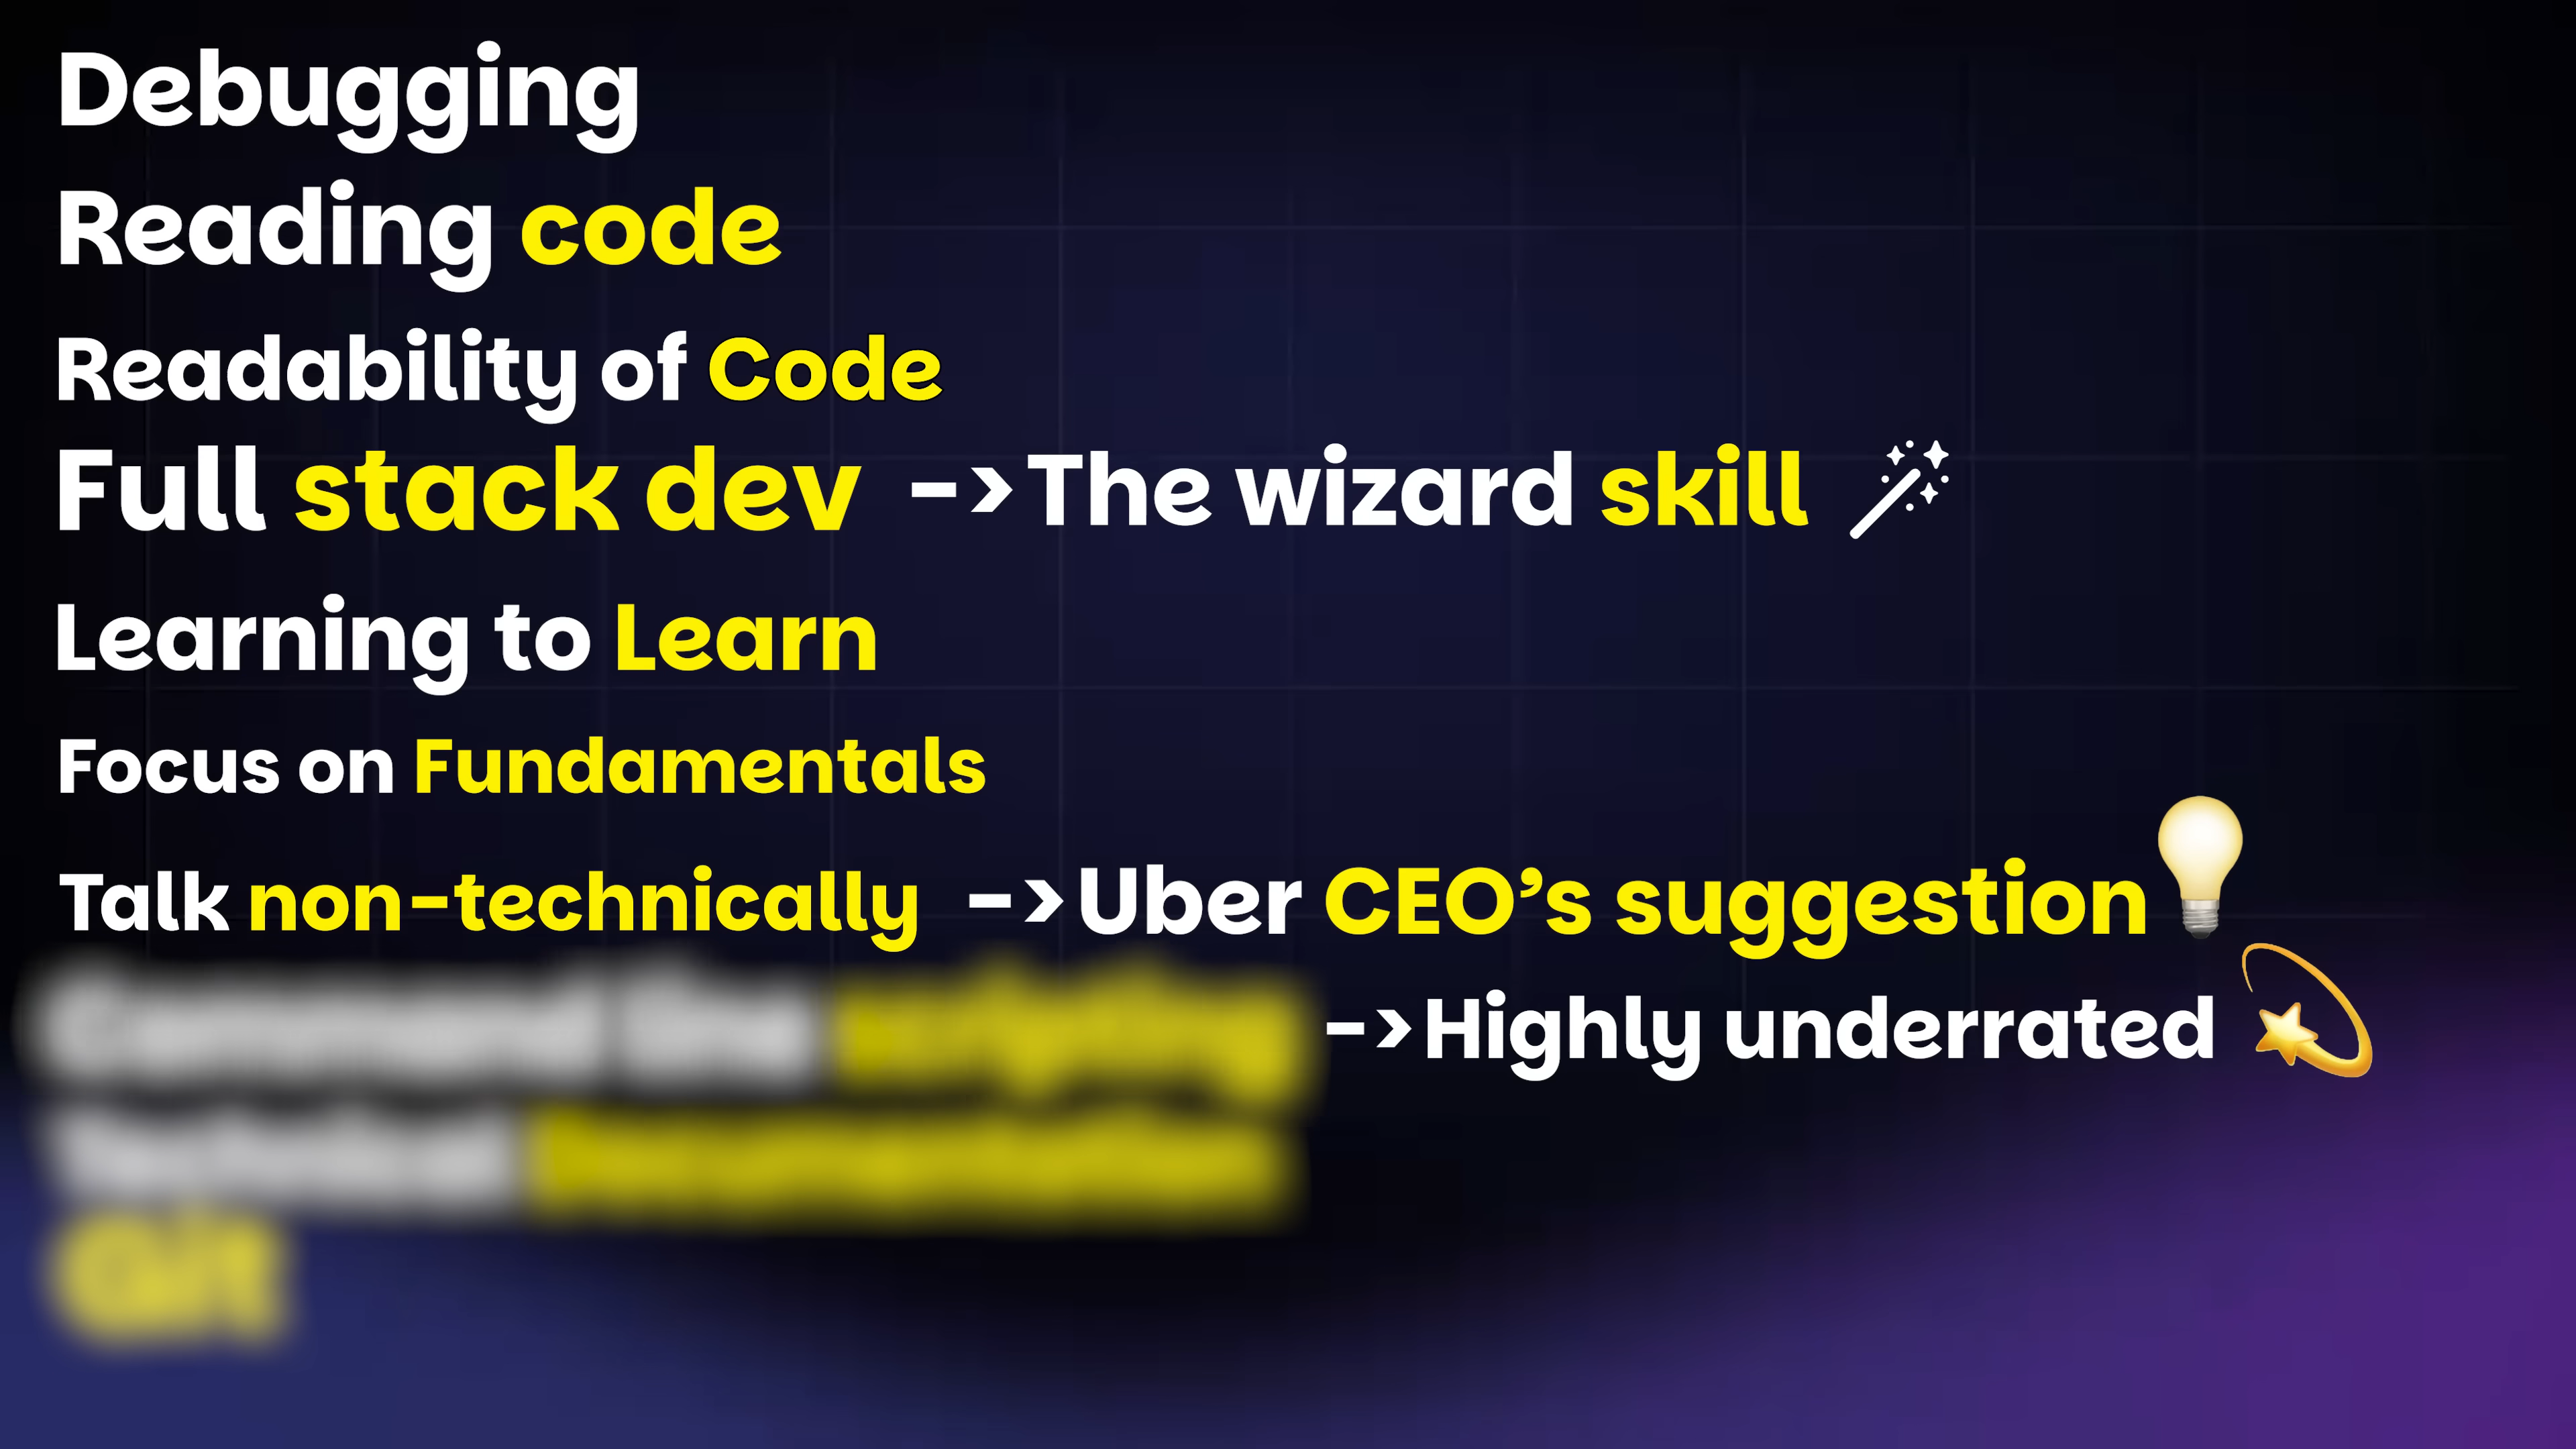 Debugging
Reading code
Readability of Code
Full stack dev -> The wizard skill
Learning to Learn
Focus on Fundamentals
Talk non-technically -> Uber CEO's suggestion
-> Highly underrated